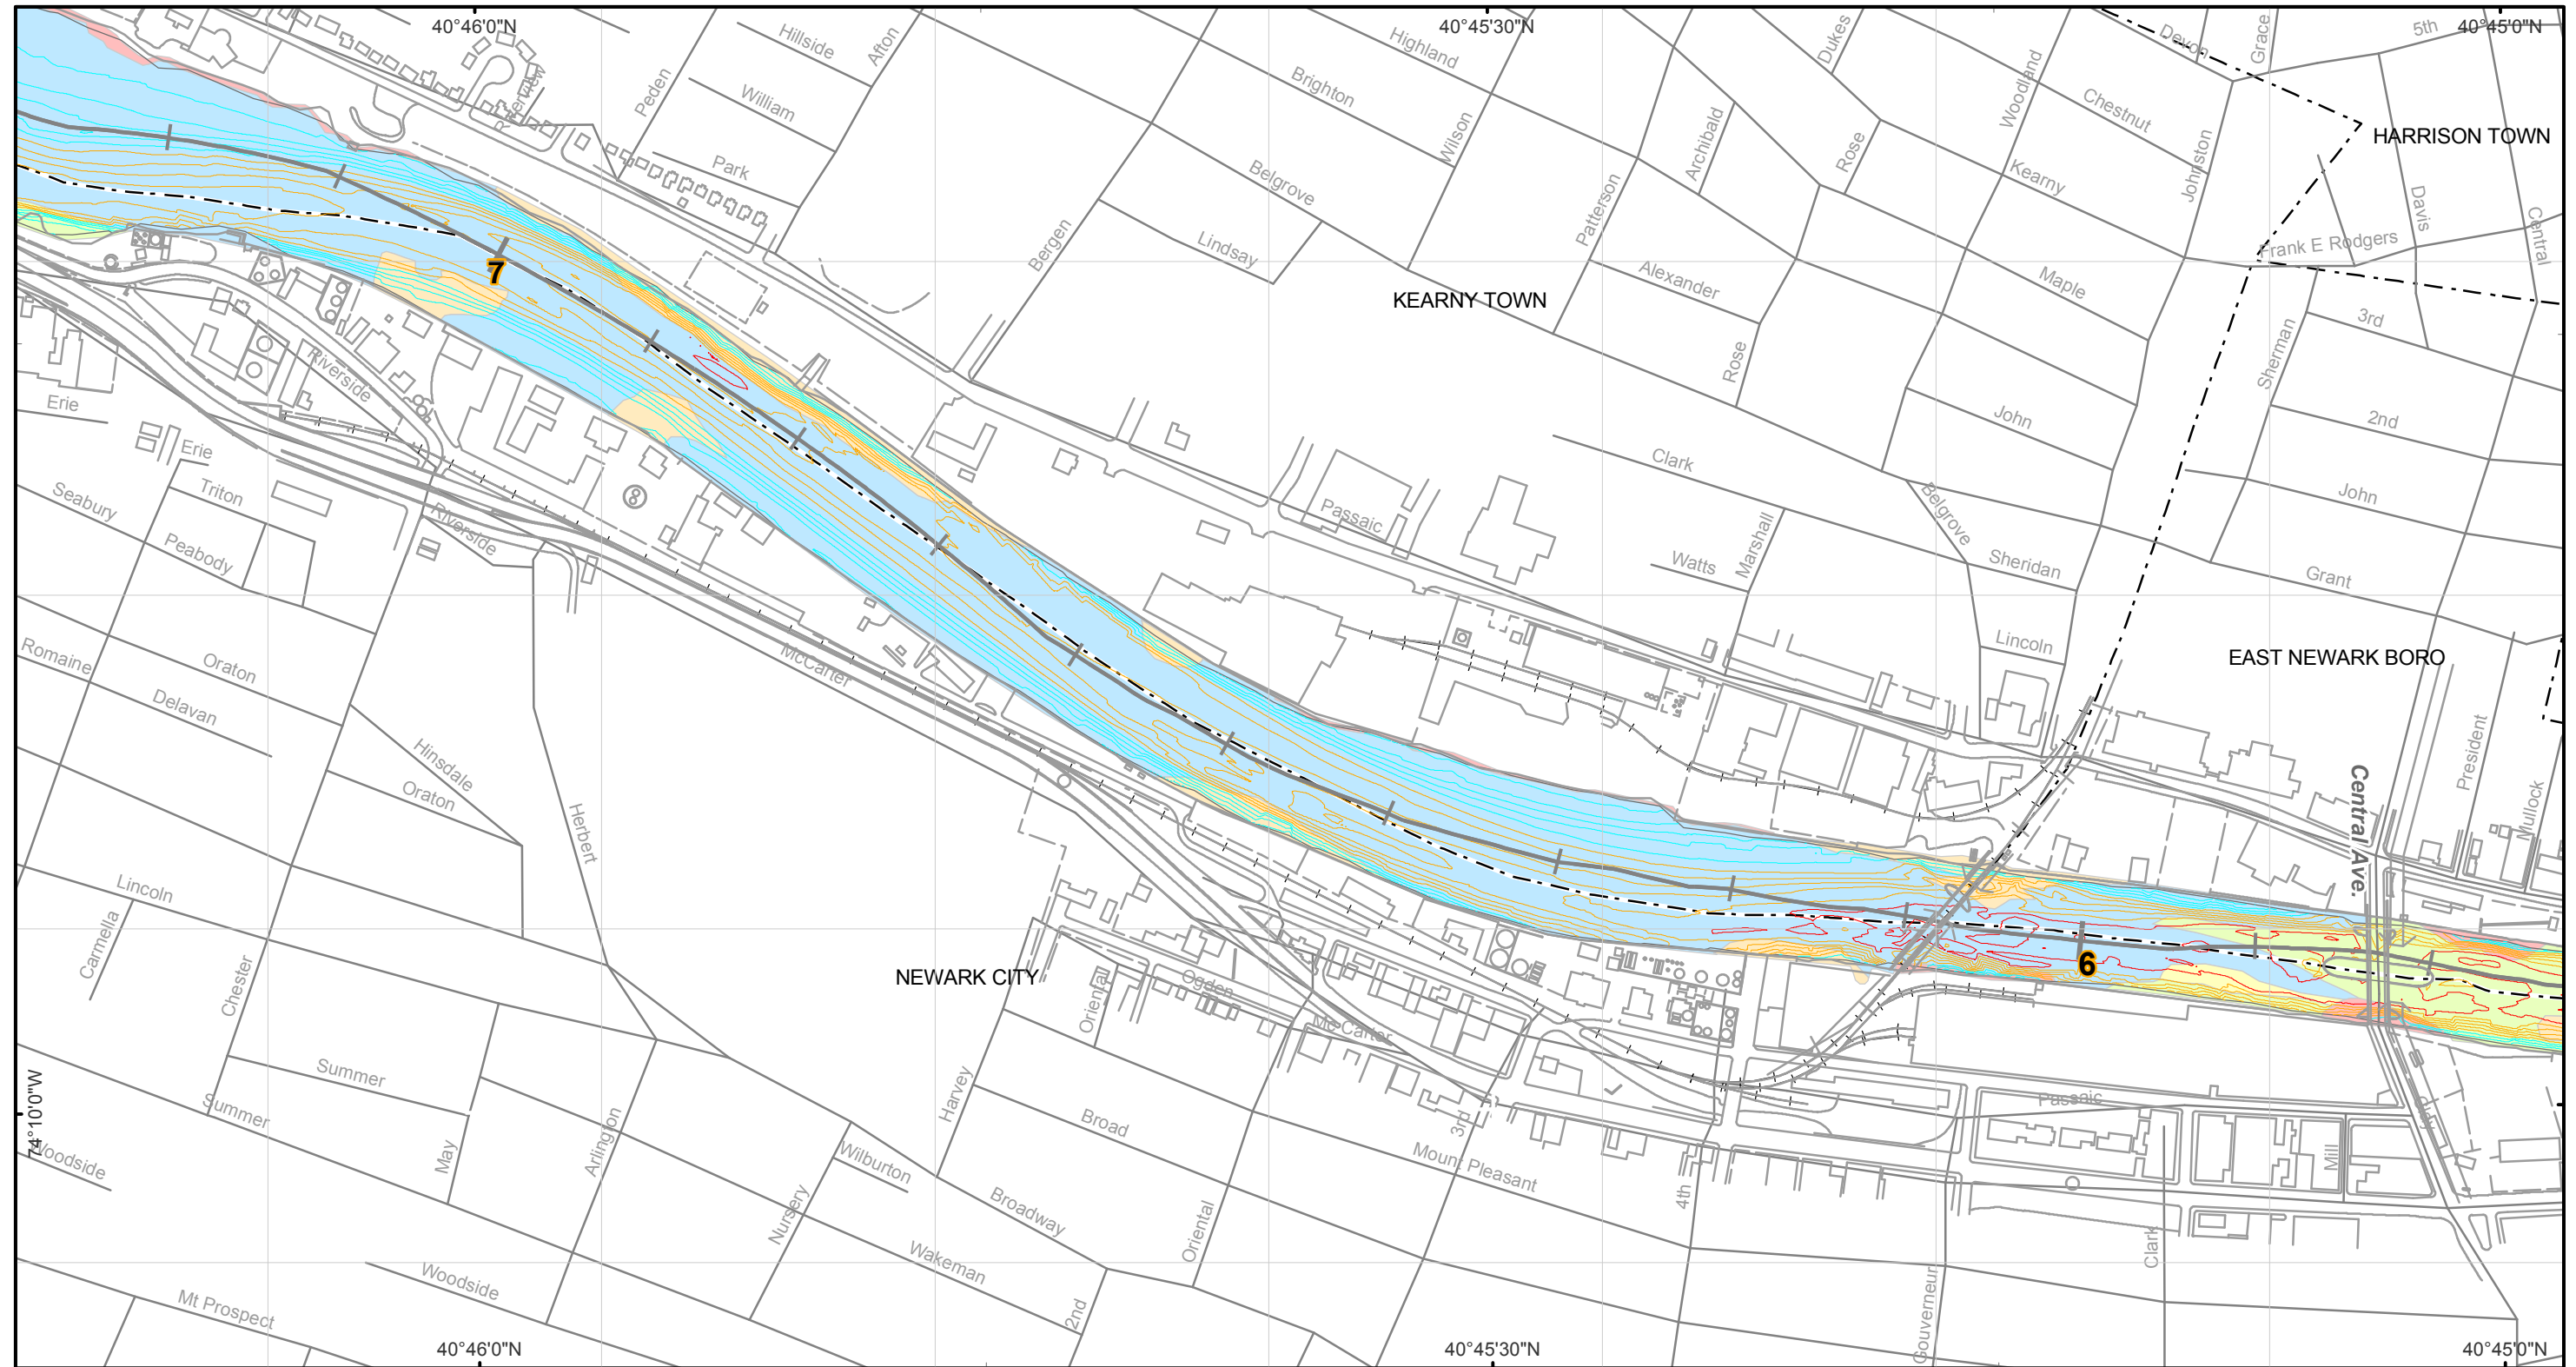 40°46'0"N
40°45'30"N
40°45'0"N
Hillside
Afton
Highland
Dukes
Devon
Grace
5th
Riverview
Peden
William
Brighton
Wilson
Archibald
Woodland
Chestnut
HARRISON TOWN
Park
Belgrove
Rose
Kearny
Johnston
Patterson
Davis
Central
Bergen
Lindsay
Alexander
Maple
Frank E Rodgers
7
KEARNY TOWN
3rd
Riverside
Rose
Sherman
Erie
John
2nd
Erie
Clark
Seabury
Triton
Riverside
Passaic
Belgrove
John
Peabody
Watts
Marshall
Sheridan
Grant
Romaine
Oraton
McCarter
Lincoln
EAST NEWARK BORO
Delavan
Hinsdale
President
Oraton
Herbert
Central Ave.
Mullock
Lincoln
Carmella
Chester
NEWARK CITY
Oriental
Ogden
6
Mc Carter
74°10'0"W
Summer
Harvey
Broad
3rd
Passaic
Clay
Summer
May
Arlington
Mount Pleasant
Mill
Woodside
Wilburton
4th
Nursery
Broadway
Oriental
Clark
Wakeman
Woodside
Gouverneur
Mt Prospect
2nd
40°46'0"N
40°45'30"N
40°45'0"N